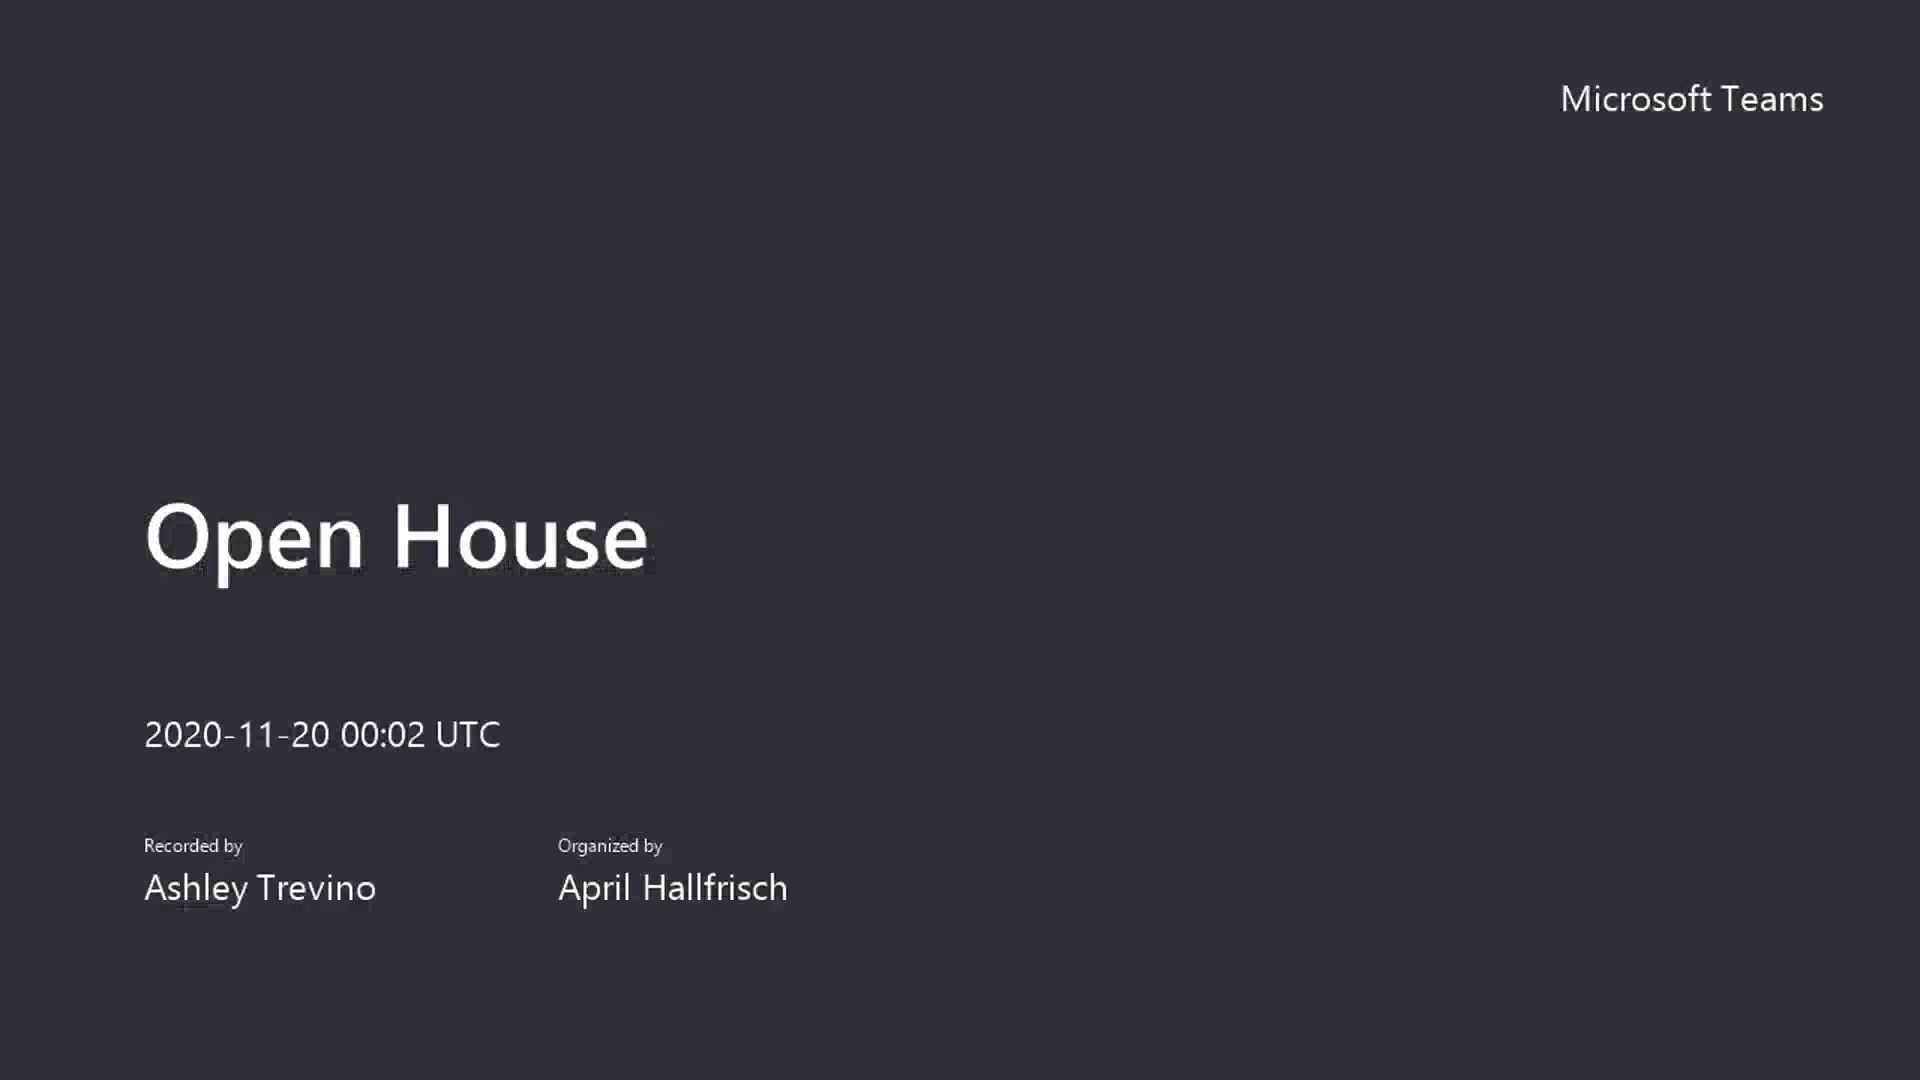 Microsoft Teams
Open House
2020-11-20 00:02 UTC
Recorded by
Ashley Trevino
Organized by
April Hallfrisch